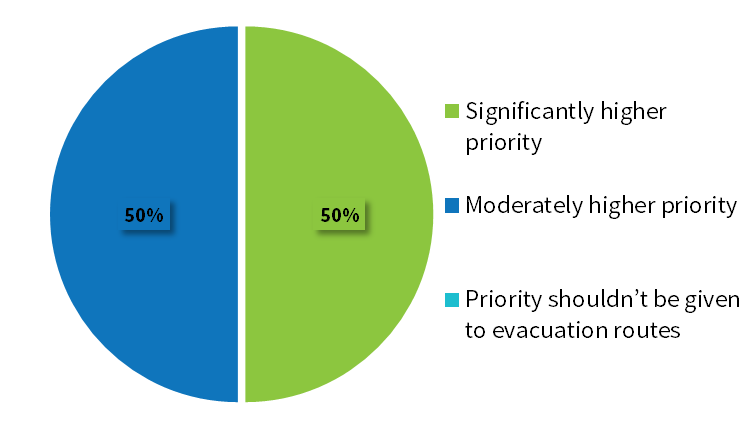 50%
50%
Significantly higher
priority
Moderately higher priority
Priority shouldn’t be given
to evacuation routes